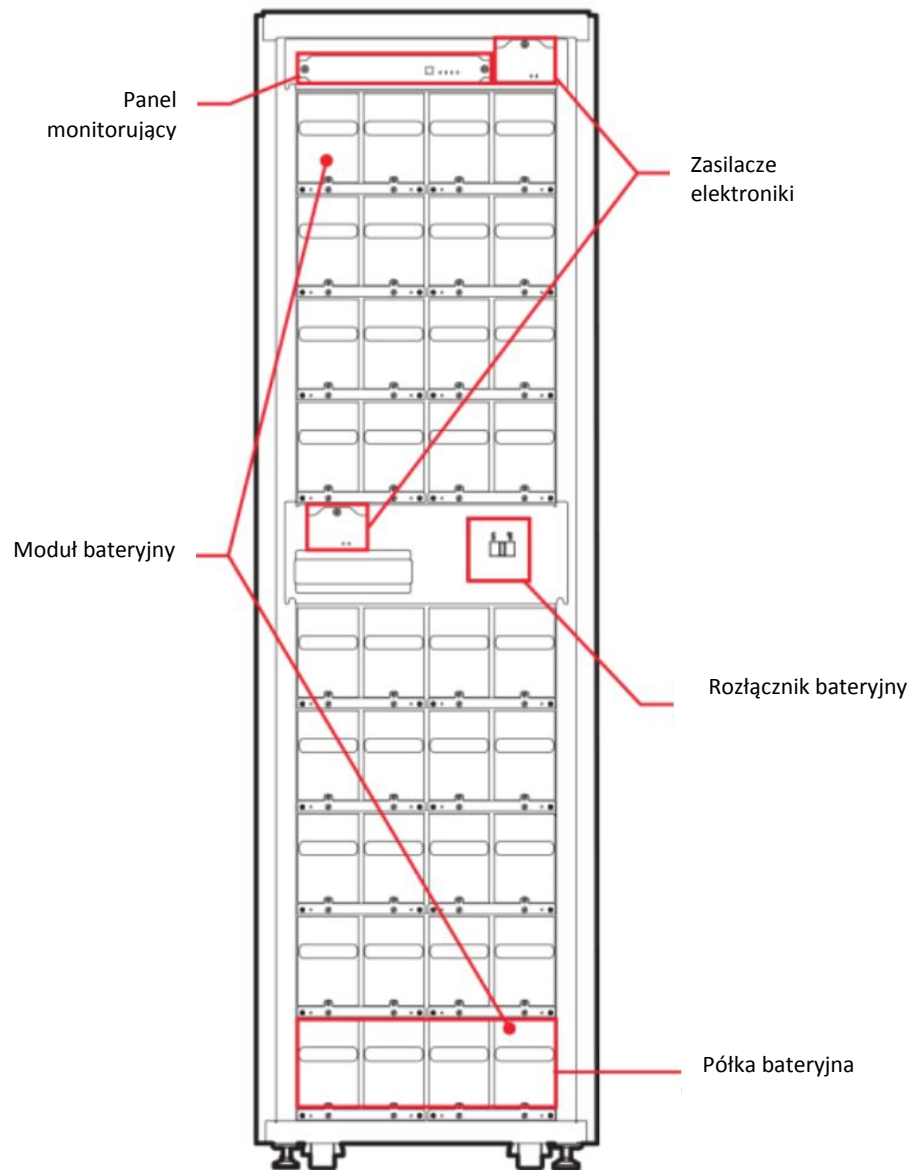 Panel
monitorujący
Zasilacze
elektroniki
Moduł bateryjny
Rozłącznik bateryjny
Półka bateryjna